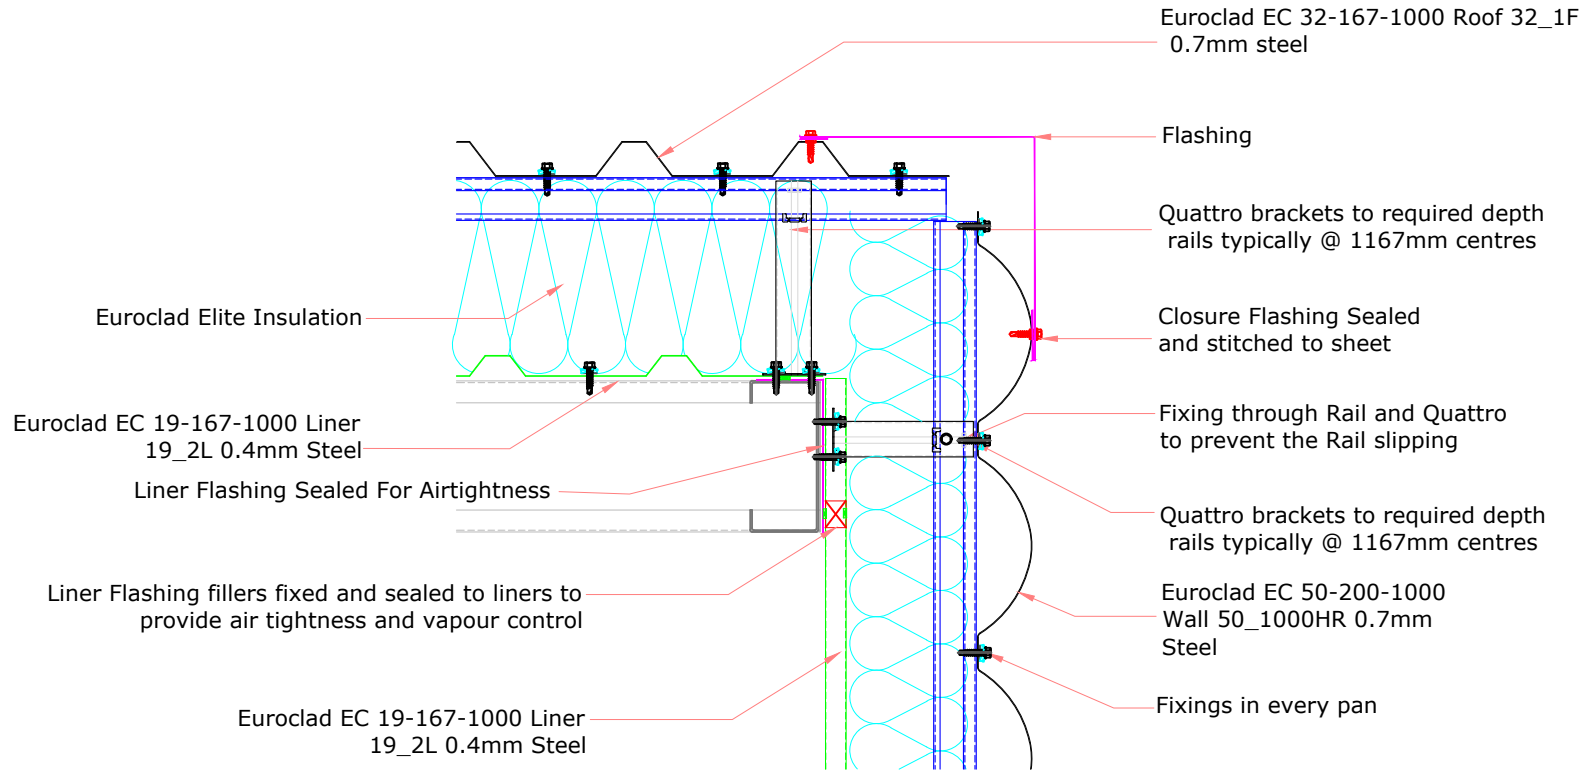 Euroclad EC 32-167-1000 Roof 32_1F
0.7mm steel
Flashing
Quattro brackets to required depth
rails typically @ 1167mm centres
Euroclad Elite Insulation
Closure Flashing Sealed
and stitched to sheet
Euroclad EC 19-167-1000 Liner
19_2L 0.4mm Steel
Fixing through Rail and Quattro
to prevent the Rail slipping
Liner Flashing Sealed For Airtightness
Quattro brackets to required depth
rails typically @ 1167mm centres
Liner Flashing fillers fixed and sealed to liners to
provide air tightness and vapour control
Euroclad EC 50-200-1000
Wall 50_1000HR 0.7mm
Steel
Euroclad EC 19-167-1000 Liner
19_2L 0.4mm Steel
Fixings in every pan